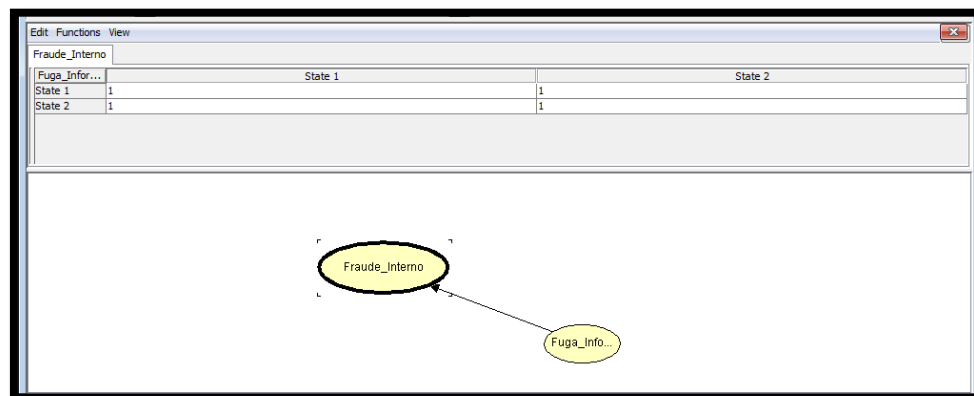 Edit Functions View
Fraude_Interno
Fuga_Infor... State 1 State 2
State 1 1 1
State 2 1 1
Fraude_Interno
Fuga_Info...